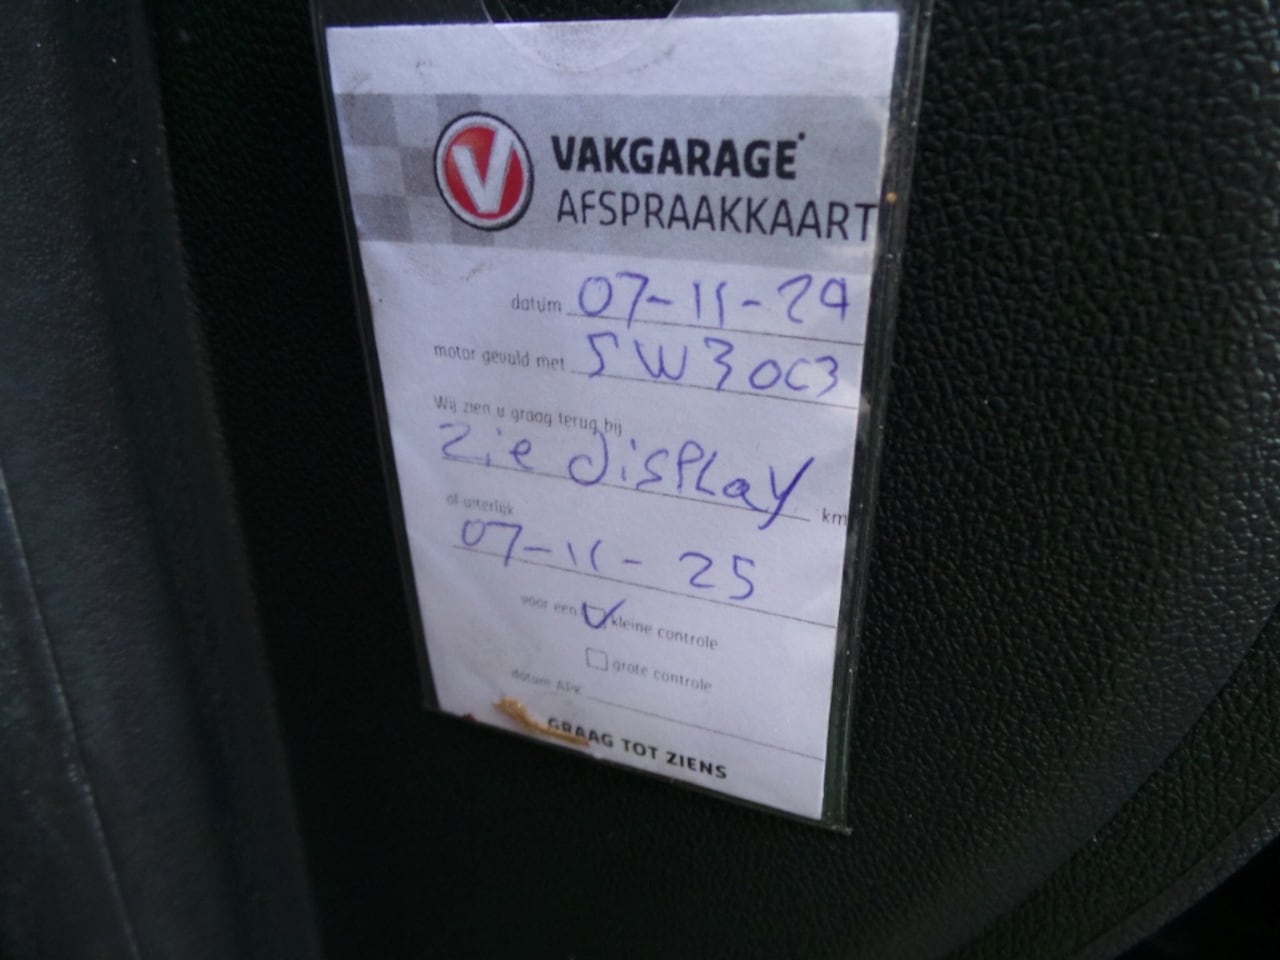 V
VAKGARAGE
AFSPRAAKKAART
datum 07-11-24
motor gevuld met 5W30C3
Wij zien u graag terug bij
zie display km
of uiterlijk
07-11-25
voor een kleine controle
grote controle
datum APK
GRAAG TOT ZIENS